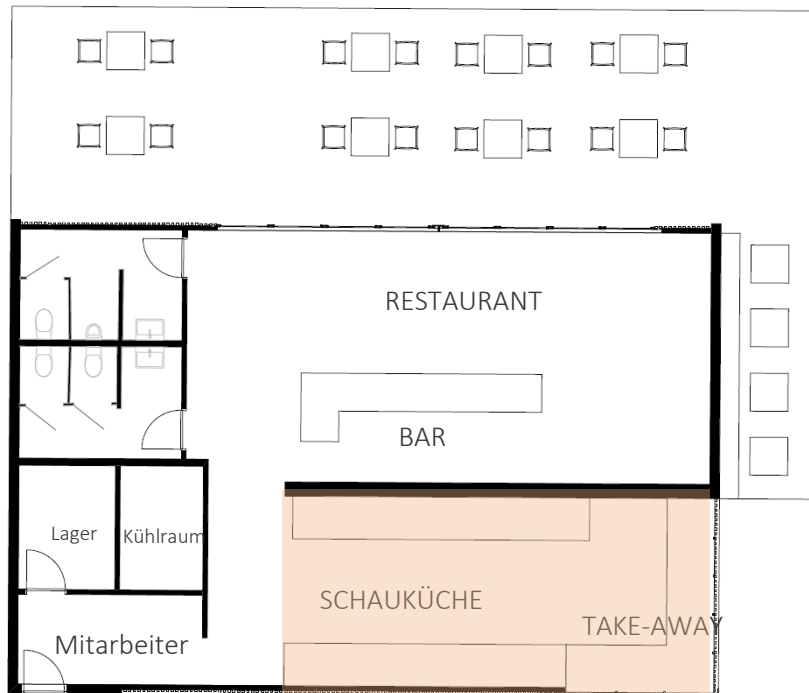 RESTAURANT
BAR
Lager
Kühlraum
SCHAUKÜCHE
TAKE-AWAY
Mitarbeiter